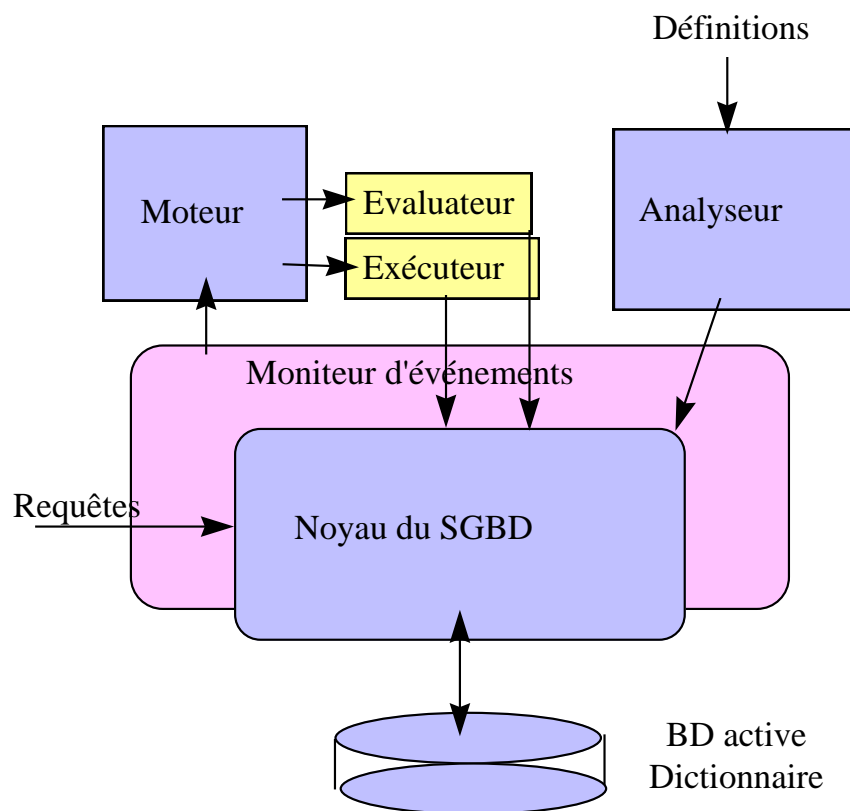 Définitions
Moteur
Evaluateur
Analyseur
Exécuteur
Moniteur d'événements
Requêtes
Noyau du SGBD
BD active
Dictionnaire